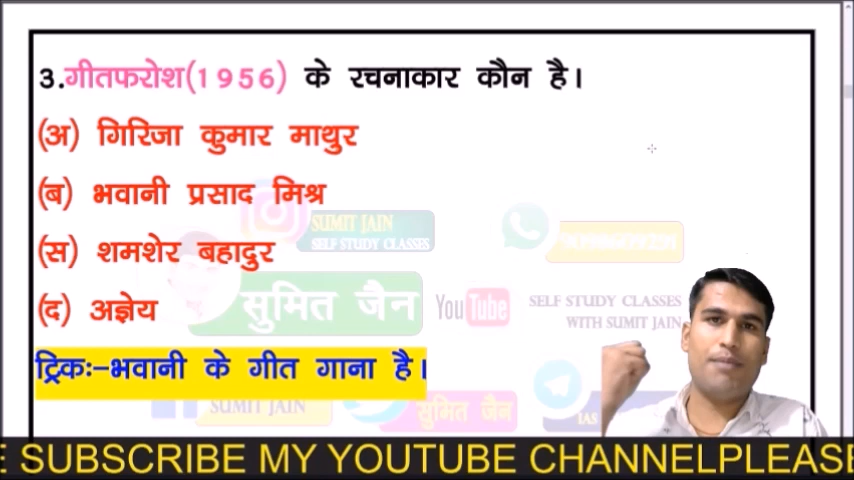 3.गीतफरोश(1956) के रचनाकार कौन है।
(अ) गिरिजा कुमार माथुर
(ब) भवानी प्रसाद मिश्र
SUMIT JAIN
SELF STUDY CLASSES
(स) शमशेर बहादुर
(द) अज्ञेय
सुमित जैन
YouTube
SELF STUDY CLASSES
WITH SUMIT JAIN
ट्रिकः-भवानी के गीत गाना है।
SUMIT JAIN
सुमित जैन
IAS
E SUBSCRIBE MY YOUTUBE CHANNELPLEASE